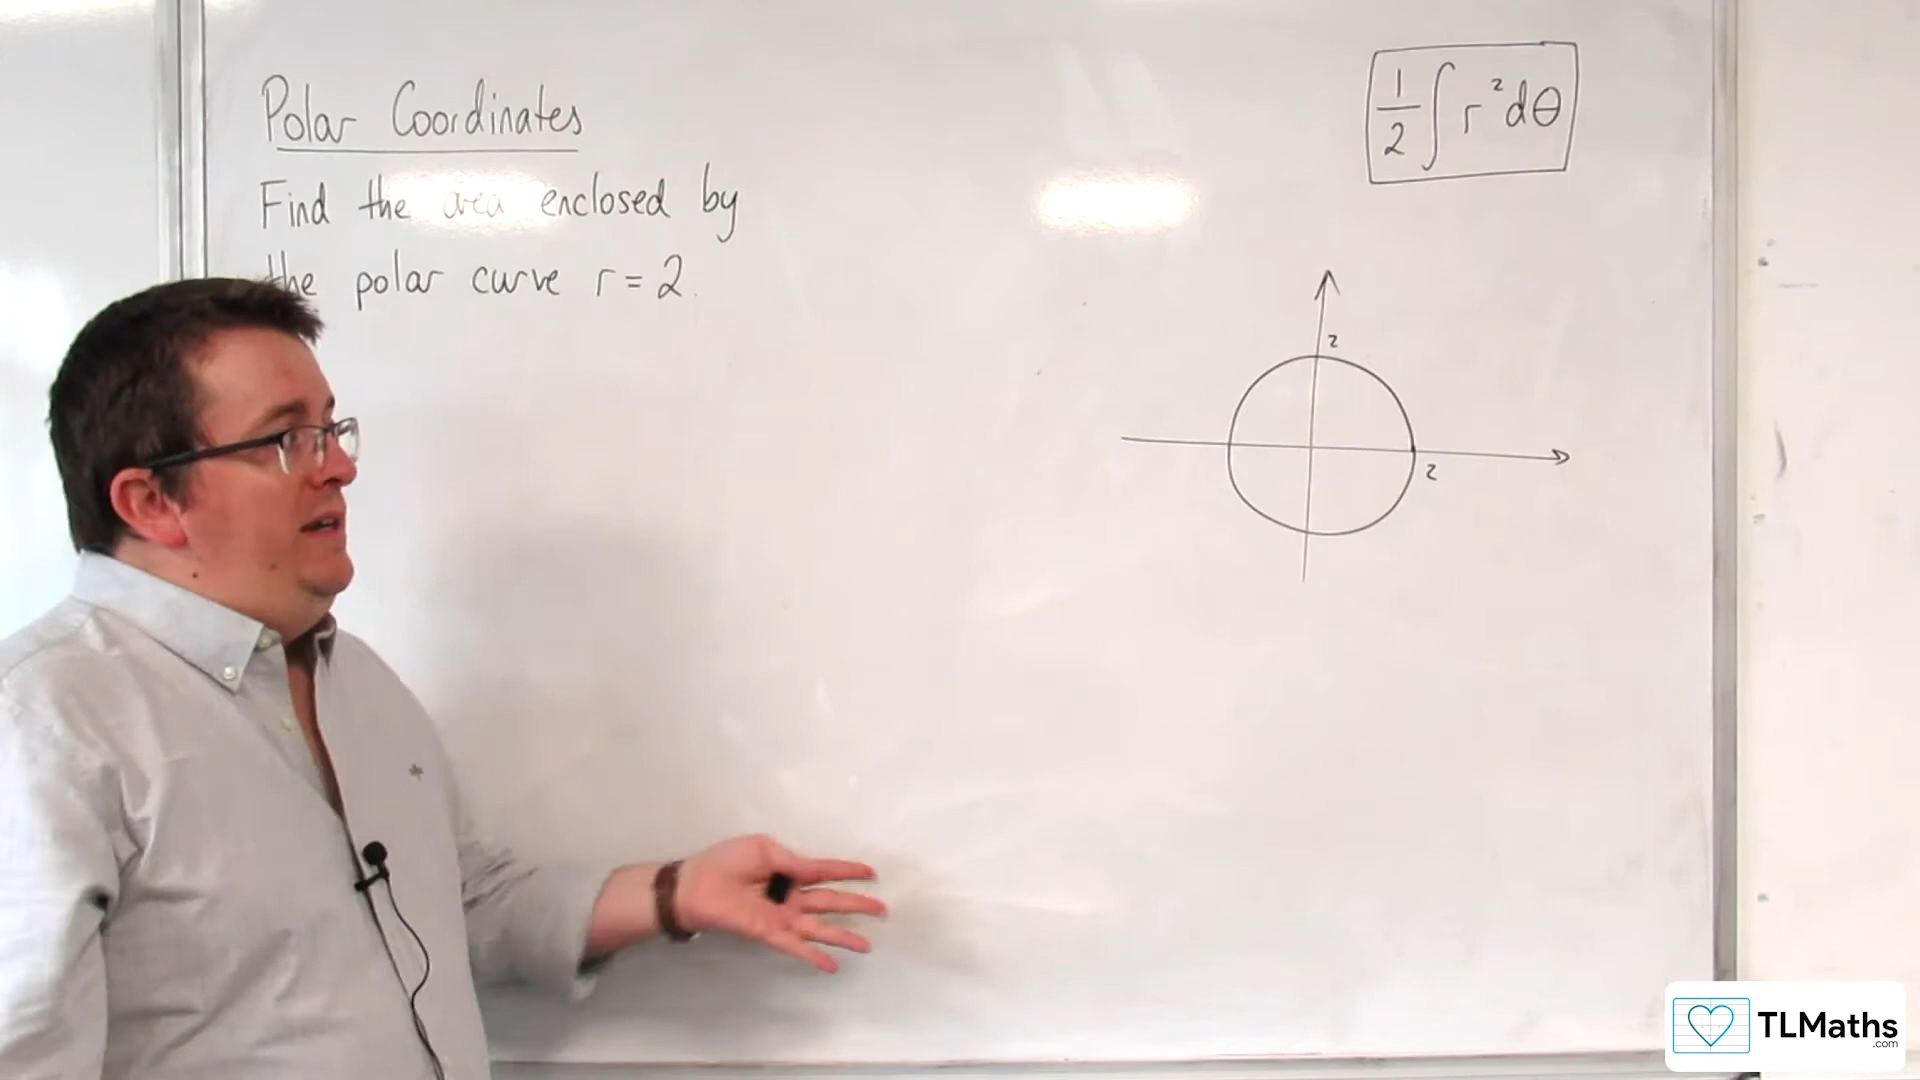 Polar Coordinates
Find the area enclosed by
the polar curve r = 2.
1/2 ∫ r² dθ
2
2
TLMaths
.com